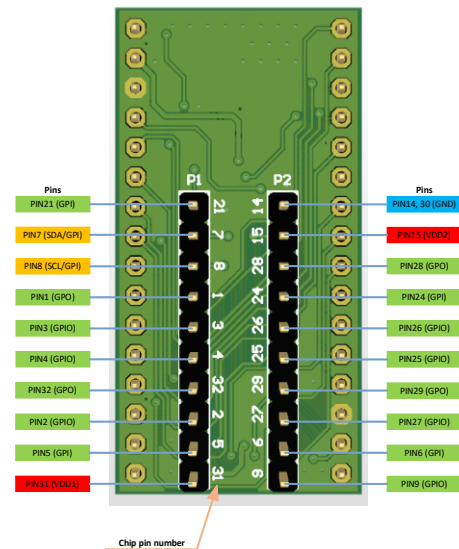 P1 P2
Pins Pins
PIN21 (GPI) 21 14 PIN14, 30 (GND)
PIN7 (SDA/GPI) 7 15 PIN15 (VDD2)
PIN8 (SCL/GPI) 8 28 PIN28 (GPO)
PIN1 (GPO) 1 24 PIN24 (GPI)
PIN3 (GPIO) 3 26 PIN26 (GPIO)
PIN4 (GPIO) 4 25 PIN25 (GPIO)
PIN32 (GPO) 32 29 PIN29 (GPO)
PIN2 (GPIO) 2 27 PIN27 (GPIO)
PIN5 (GPI) 5 6 PIN6 (GPI)
PIN31 (VDD1) 31 9 PIN9 (GPIO)
Chip pin number